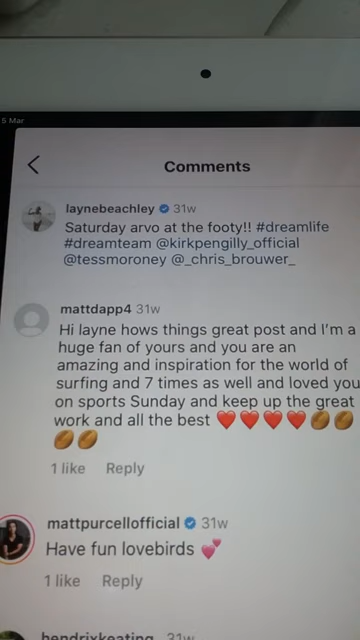 5 Mar
Comments
laynebeachley 31w
Saturday arvo at the footy!! #dreamlife
#dreamteam @kirkpengilly_official
@tessmoroney @_chris_brouwer_
mattdapp4 31w
Hi layne hows things great post and I'm a
huge fan of yours and you are an
amazing and inspiration for the world of
surfing and 7 times as well and loved you
on sports Sunday and keep up the great
work and all the best ❤️❤️❤️❤️🏉🏉
🏉🏉
1 like Reply
mattpurcellofficial 31w
Have fun lovebirds 💕
1 like Reply
hendrixkeating 31w